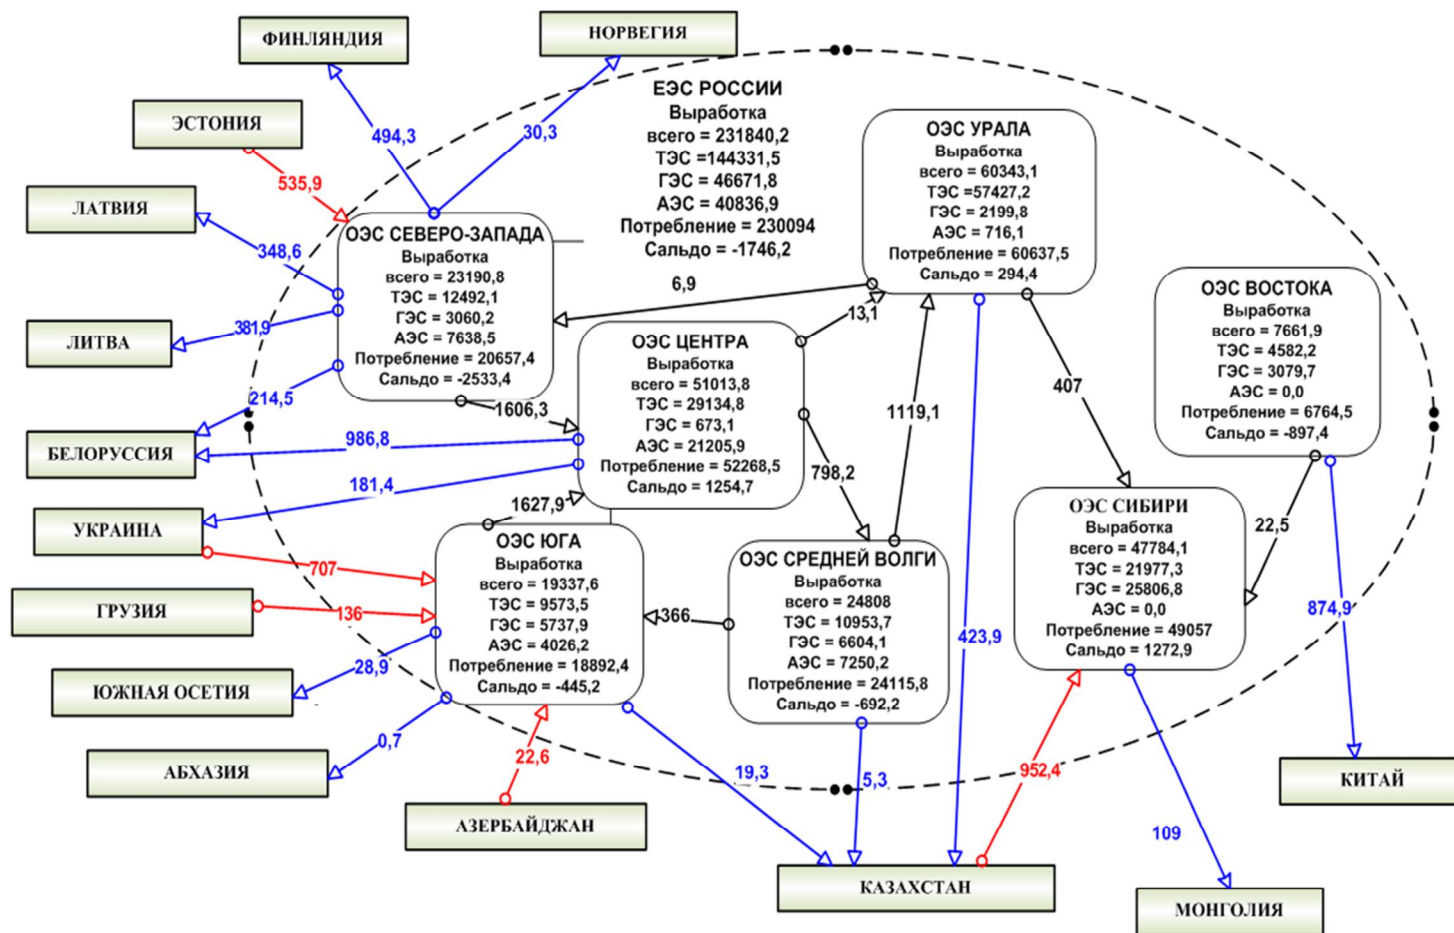 ФИНЛЯНДИЯ
НОРВЕГИЯ
ЭСТОНИЯ
ЛАТВИЯ
ЛИТВА
БЕЛОРУССИЯ
УКРАИНА
ГРУЗИЯ
ЮЖНАЯ ОСЕТИЯ
АБХАЗИЯ
АЗЕРБАЙДЖАН
КАЗАХСТАН
МОНГОЛИЯ
КИТАЙ
ЕЭС РОССИИ
Выработка
всего = 231840,2
ТЭС =144331,5
ГЭС = 46671,8
АЭС = 40836,9
Потребление = 230094
Сальдо = -1746,2
ОЭС УРАЛА
Выработка
всего = 60343,1
ТЭС =57427,2
ГЭС = 2199,8
АЭС = 716,1
Потребление = 60637,5
Сальдо = 294,4
ОЭС СЕВЕРО-ЗАПАДА
Выработка
всего = 23190,8
ТЭС = 12492,1
ГЭС = 3060,2
АЭС = 7638,5
Потребление = 20657,4
Сальдо = -2533,4
ОЭС ЦЕНТРА
Выработка
всего = 51013,8
ТЭС = 29134,8
ГЭС = 673,1
АЭС = 21205,9
Потребление = 52268,5
Сальдо = 1254,7
ОЭС ВОСТОКА
Выработка
всего = 7661,9
ТЭС = 4582,2
ГЭС = 3079,7
АЭС = 0,0
Потребление = 6764,5
Сальдо = -897,4
ОЭС ЮГА
Выработка
всего = 19337,6
ТЭС = 9573,5
ГЭС = 5737,9
АЭС = 4026,2
Потребление = 18892,4
Сальдо = -445,2
ОЭС СРЕДНЕЙ ВОЛГИ
Выработка
всего = 24808
ТЭС = 10953,7
ГЭС = 6604,1
АЭС = 7250,2
Потребление = 24115,8
Сальдо = -692,2
ОЭС СИБИРИ
Выработка
всего = 47784,1
ТЭС = 21977,3
ГЭС = 25806,8
АЭС = 0,0
Потребление = 49057
Сальдо = 1272,9
494,3
30,3
535,9
348,6
381,9
214,5
986,8
181,4
707
136
28,9
0,7
22,6
19,3
5,3
423,9
952,4
109
874,9
6,9
13,1
1606,3
1627,9
798,2
1119,1
366
407
22,5